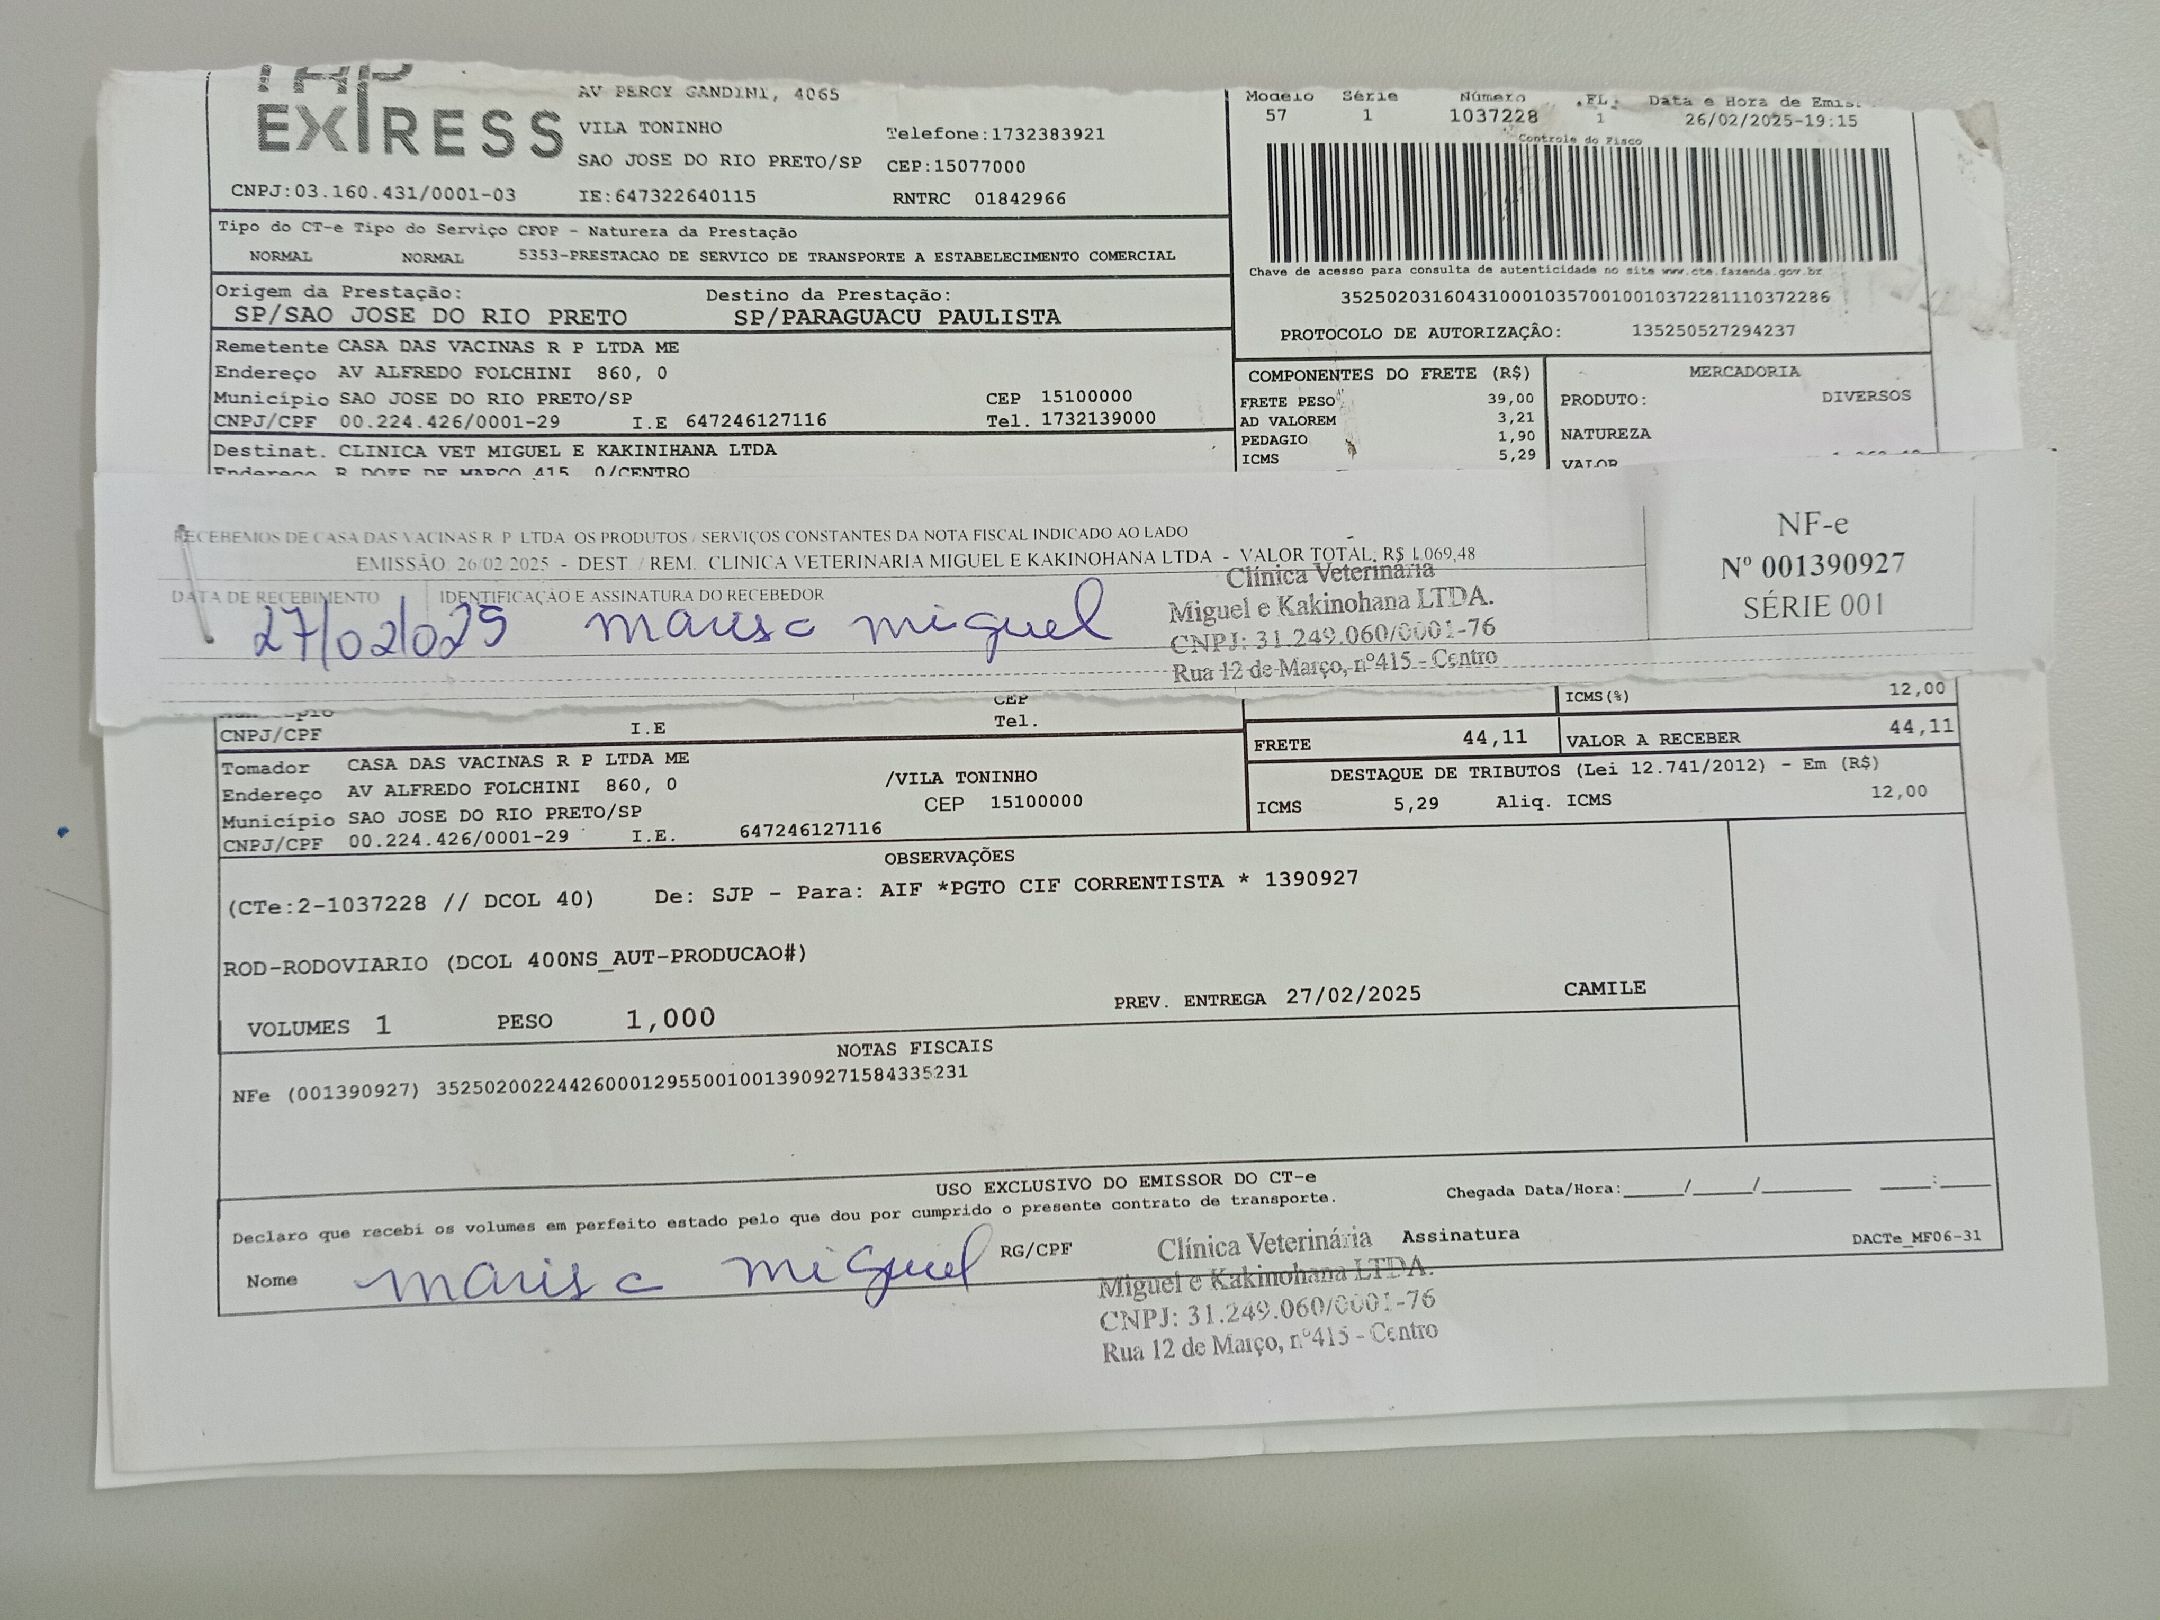 EXPRESS
AV PERCY GANDINI, 4065
VILA TONINHO
Telefone:1732383921
SAO JOSE DO RIO PRETO/SP CEP:15077000
CNPJ:03.160.431/0001-03 IE:647322640115 RNTRC 01842966
Modelo Série Número FL. Data e Hora de Emis
57 1 1037228 1 26/02/2025-19:15
Controle do Fisco
Chave de acesso para consulta de autenticidade no site www.cte.fazenda.gov.br
35250203160431000103570010010372281110372286
PROTOCOLO DE AUTORIZAÇÃO: 135250527294237
Tipo do CT-e Tipo do Serviço CFOP - Natureza da Prestação
NORMAL NORMAL 5353-PRESTACAO DE SERVICO DE TRANSPORTE A ESTABELECIMENTO COMERCIAL
Origem da Prestação: Destino da Prestação:
SP/SAO JOSE DO RIO PRETO SP/PARAGUACU PAULISTA
Remetente CASA DAS VACINAS R P LTDA ME
Endereço AV ALFREDO FOLCHINI 860, 0
Município SAO JOSE DO RIO PRETO/SP CEP 15100000
CNPJ/CPF 00.224.426/0001-29 I.E 647246127116 Tel. 1732139000
Destinat. CLINICA VET MIGUEL E KAKINIHANA LTDA
Endereço R DOZE DE MARCO 415 0/CENTRO
COMPONENTES DO FRETE (R$)
FRETE PESO 39,00
AD VALOREM 3,21
PEDAGIO 1,90
ICMS 5,29
MERCADORIA
PRODUTO: DIVERSOS
NATUREZA
VALOR
RECEBEMOS DE CASA DAS VACINAS R P LTDA OS PRODUTOS / SERVIÇOS CONSTANTES DA NOTA FISCAL INDICADO AO LADO
EMISSÃO: 26/02/2025 - DEST. / REM. CLINICA VETERINARIA MIGUEL E KAKINOHANA LTDA - VALOR TOTAL: R$ 1.069,48
DATA DE RECEBIMENTO IDENTIFICAÇÃO E ASSINATURA DO RECEBEDOR
27/02/025 marisa miguel
Clínica Veterinária
Miguel e Kakinohana LTDA.
CNPJ: 31.249.060/0001-76
Rua 12 de Março, nº415 - Centro
NF-e
Nº 001390927
SÉRIE 001
Município CEP
CNPJ/CPF I.E Tel.
ICMS(%) 12,00
FRETE 44,11 VALOR A RECEBER 44,11
DESTAQUE DE TRIBUTOS (Lei 12.741/2012) - Em (R$)
ICMS 5,29 Aliq. ICMS 12,00
Tomador CASA DAS VACINAS R P LTDA ME
Endereço AV ALFREDO FOLCHINI 860, 0 /VILA TONINHO
Município SAO JOSE DO RIO PRETO/SP CEP 15100000
CNPJ/CPF 00.224.426/0001-29 I.E. 647246127116
OBSERVAÇÕES
(CTe:2-1037228 // DCOL 40) De: SJP - Para: AIF *PGTO CIF CORRENTISTA * 1390927
ROD-RODOVIARIO (DCOL 400NS_AUT-PRODUCAO#)
VOLUMES 1 PESO 1,000 PREV. ENTREGA 27/02/2025 CAMILE
NOTAS FISCAIS
NFe (001390927) 35250200224426000129550010013909271584335231
USO EXCLUSIVO DO EMISSOR DO CT-e
Declaro que recebi os volumes em perfeito estado pelo que dou por cumprido o presente contrato de transporte. Chegada Data/Hora:_____/_____/________ ____:____
Nome marisa miguel RG/CPF Assinatura DACTe_MF06-31
Clínica Veterinária
Miguel e Kakinohana LTDA.
CNPJ: 31.249.060/0001-76
Rua 12 de Março, nº415 - Centro